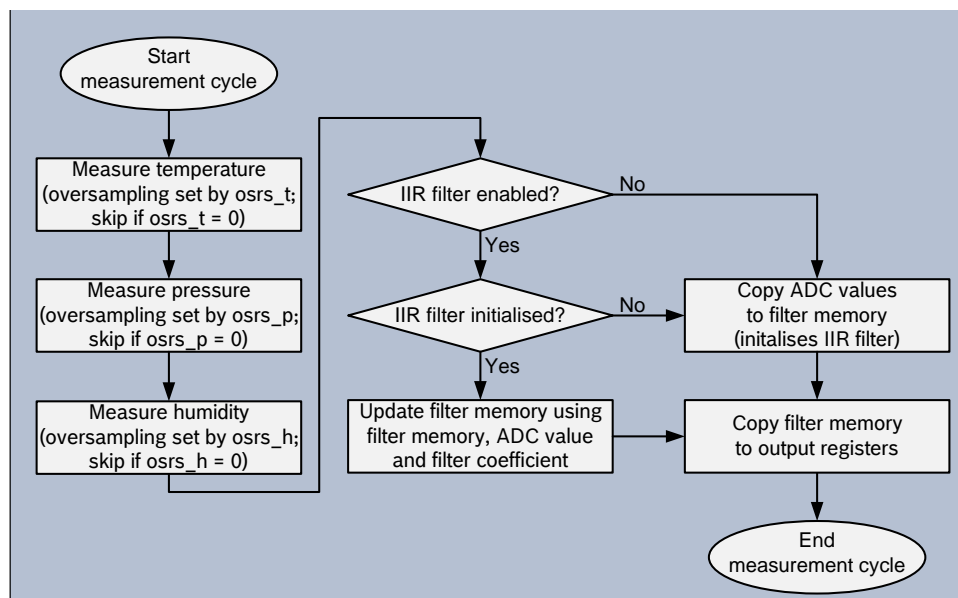 Start
measurement cycle
Measure temperature
(oversampling set by osrs_t;
skip if osrs_t = 0)
Measure pressure
(oversampling set by osrs_p;
skip if osrs_p = 0)
Measure humidity
(oversampling set by osrs_h;
skip if osrs_h = 0)
IIR filter enabled?
No
Yes
IIR filter initialised?
No
Yes
Update filter memory using
filter memory, ADC value
and filter coefficient
Copy ADC values
to filter memory
(initalises IIR filter)
Copy filter memory
to output registers
End
measurement cycle